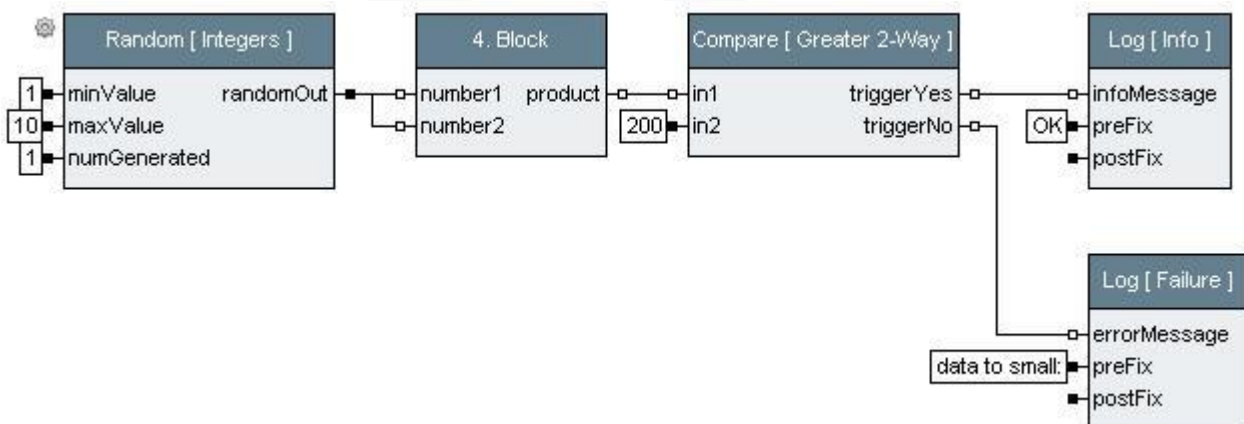 Random [ Integers ]
1 minValue randomOut
10 maxValue
1 numGenerated
4. Block
number1 product
number2
Compare [ Greater 2-Way ]
in1 triggerYes
200 in2 triggerNo
Log [ Info ]
infoMessage
OK preFix
postFix
Log [ Failure ]
errorMessage
data to small: preFix
postFix